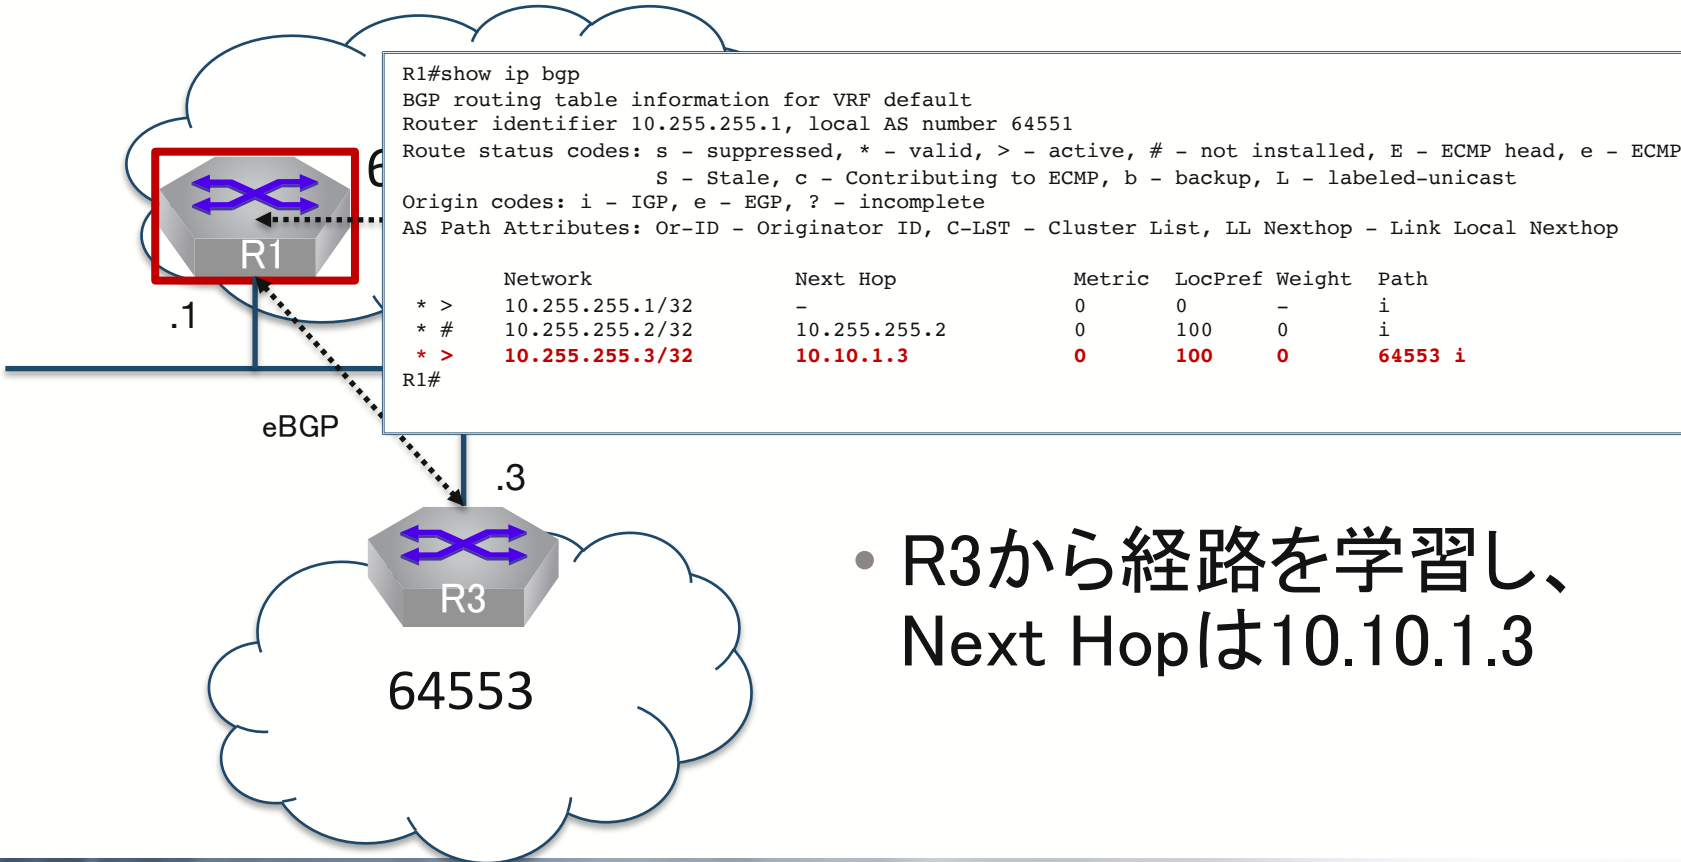 R1#show ip bgp
BGP routing table information for VRF default
Router identifier 10.255.255.1, local AS number 64551
Route status codes: s - suppressed, * - valid, > - active, # - not installed, E - ECMP head, e - ECMP
S - Stale, c - Contributing to ECMP, b - backup, L - labeled-unicast
Origin codes: i - IGP, e - EGP, ? - incomplete
AS Path Attributes: Or-ID - Originator ID, C-LST - Cluster List, LL Nexthop - Link Local Nexthop
Network Next Hop Metric LocPref Weight Path
* > 10.255.255.1/32 - 0 0 - i
* # 10.255.255.2/32 10.255.255.2 0 100 0 i
* > 10.255.255.3/32 10.10.1.3 0 100 0 64553 i
R1#
R1
.1
eBGP
.3
R3
64553
• R3から経路を学習し、
Next Hopは10.10.1.3